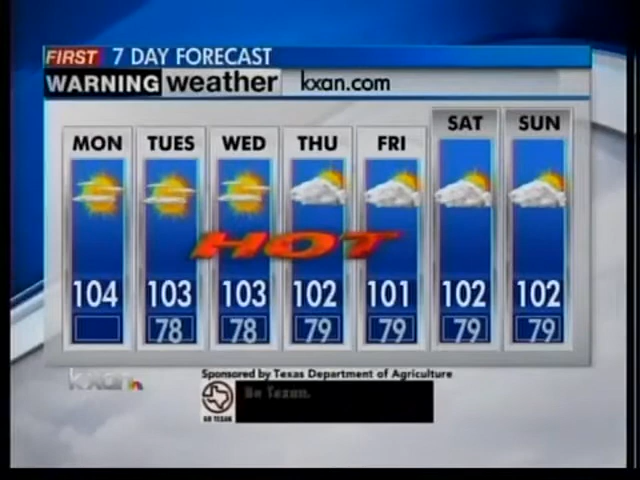 FIRST 7 DAY FORECAST
WARNING weather kxan.com
MON TUES WED THU FRI SAT SUN
HOT
104 103 103 102 101 102 102
78 78 79 79 79 79
kxan
Sponsored by Texas Department of Agriculture
Go Texan.
GO TEXAN